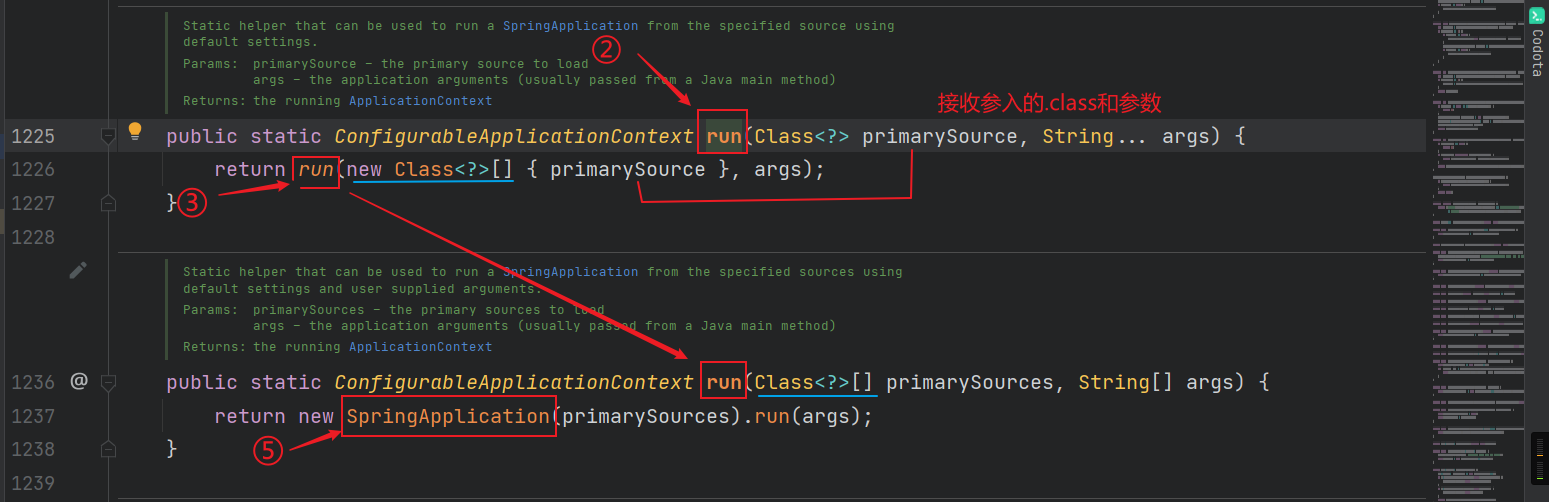 Static helper that can be used to run a SpringApplication from the specified source using
default settings.
②
Params: primarySource – the primary source to load
args – the application arguments (usually passed from a Java main method)
Returns: the running ApplicationContext
接收参入的.class和参数
1225 public static ConfigurableApplicationContext run(Class<?> primarySource, String... args) {
1226 return run(new Class<?>[] { primarySource }, args);
1227 }
③
1228
Static helper that can be used to run a SpringApplication from the specified sources using
default settings and user supplied arguments.
Params: primarySources – the primary sources to load
args – the application arguments (usually passed from a Java main method)
Returns: the running ApplicationContext
1236 @ public static ConfigurableApplicationContext run(Class<?>[] primarySources, String[] args) {
1237 return new SpringApplication(primarySources).run(args);
1238 }
⑤
1239
Codota